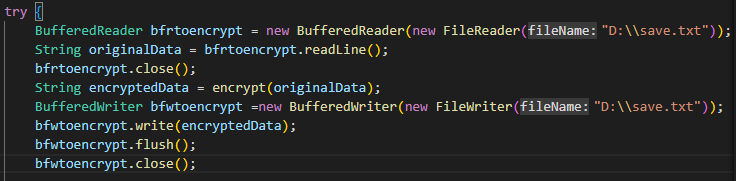 try {
BufferedReader bfrtoencrypt = new BufferedReader(new FileReader(fileName:"D:\\save.txt"));
String originalData = bfrtoencrypt.readLine();
bfrtoencrypt.close();
String encryptedData = encrypt(originalData);
BufferedWriter bfwtoencrypt =new BufferedWriter(new FileWriter(fileName:"D:\\save.txt"));
bfwtoencrypt.write(encryptedData);
bfwtoencrypt.flush();
bfwtoencrypt.close();